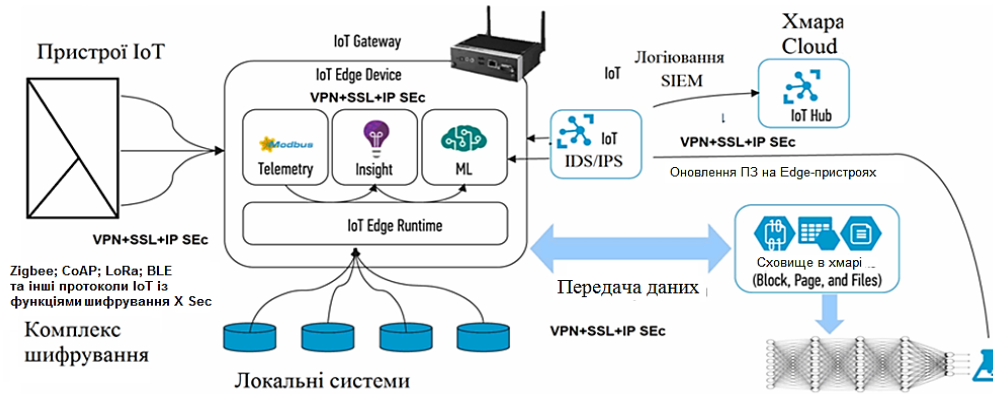 Пристрої IoT
VPN+SSL+IP SEc
Zigbee; CoAP; LoRa; BLE
та інші протоколи IoT із
функціями шифрування X Sec
Комплекс
шифрування
IoT Gateway
IoT Edge Device
VPN+SSL+IP SEc
Modbus
Telemetry
Insight
ML
IoT Edge Runtime
Локальні системи
IoT
IDS/IPS
IoT
Логіювання
SIEM
Хмара
Cloud
IoT Hub
VPN+SSL+IP SEc
Оновлення ПЗ на Edge-пристроях
Передача даних
VPN+SSL+IP SEc
10
01
Сховище в хмарі
(Block, Page, and Files)